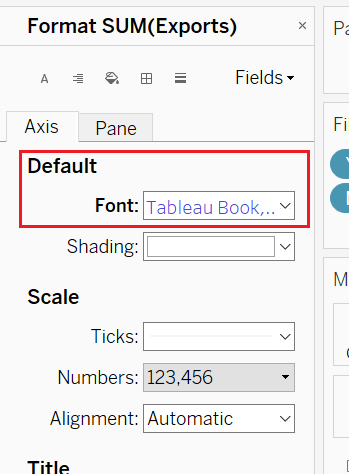 Format SUM(Exports) ×
Pa
A Fields
Axis Pane
Fi
Default
Font: Tableau Book,..
Shading:
M
Scale
Ticks:
Numbers: 123,456
Alignment: Automatic
Title